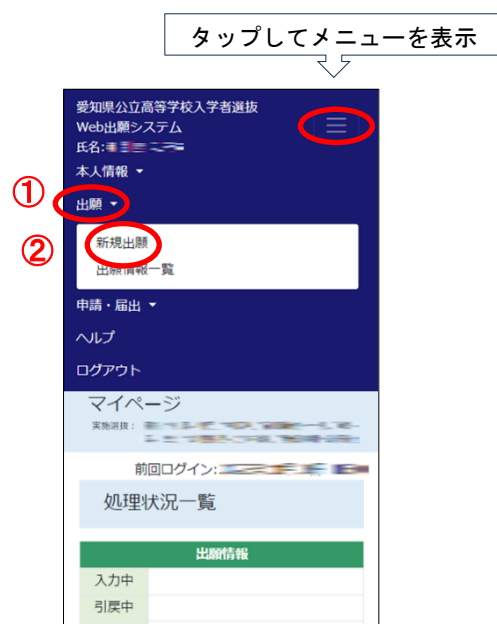 タップしてメニューを表示
愛知県公立高等学校入学者選抜
Web出願システム
氏名:
本人情報
①
出願
②
新規出願
出願情報一覧
申請・届出
ヘルプ
ログアウト
マイページ
実施選抜：
前回ログイン:
処理状況一覧
出願情報
入力中
引戻中